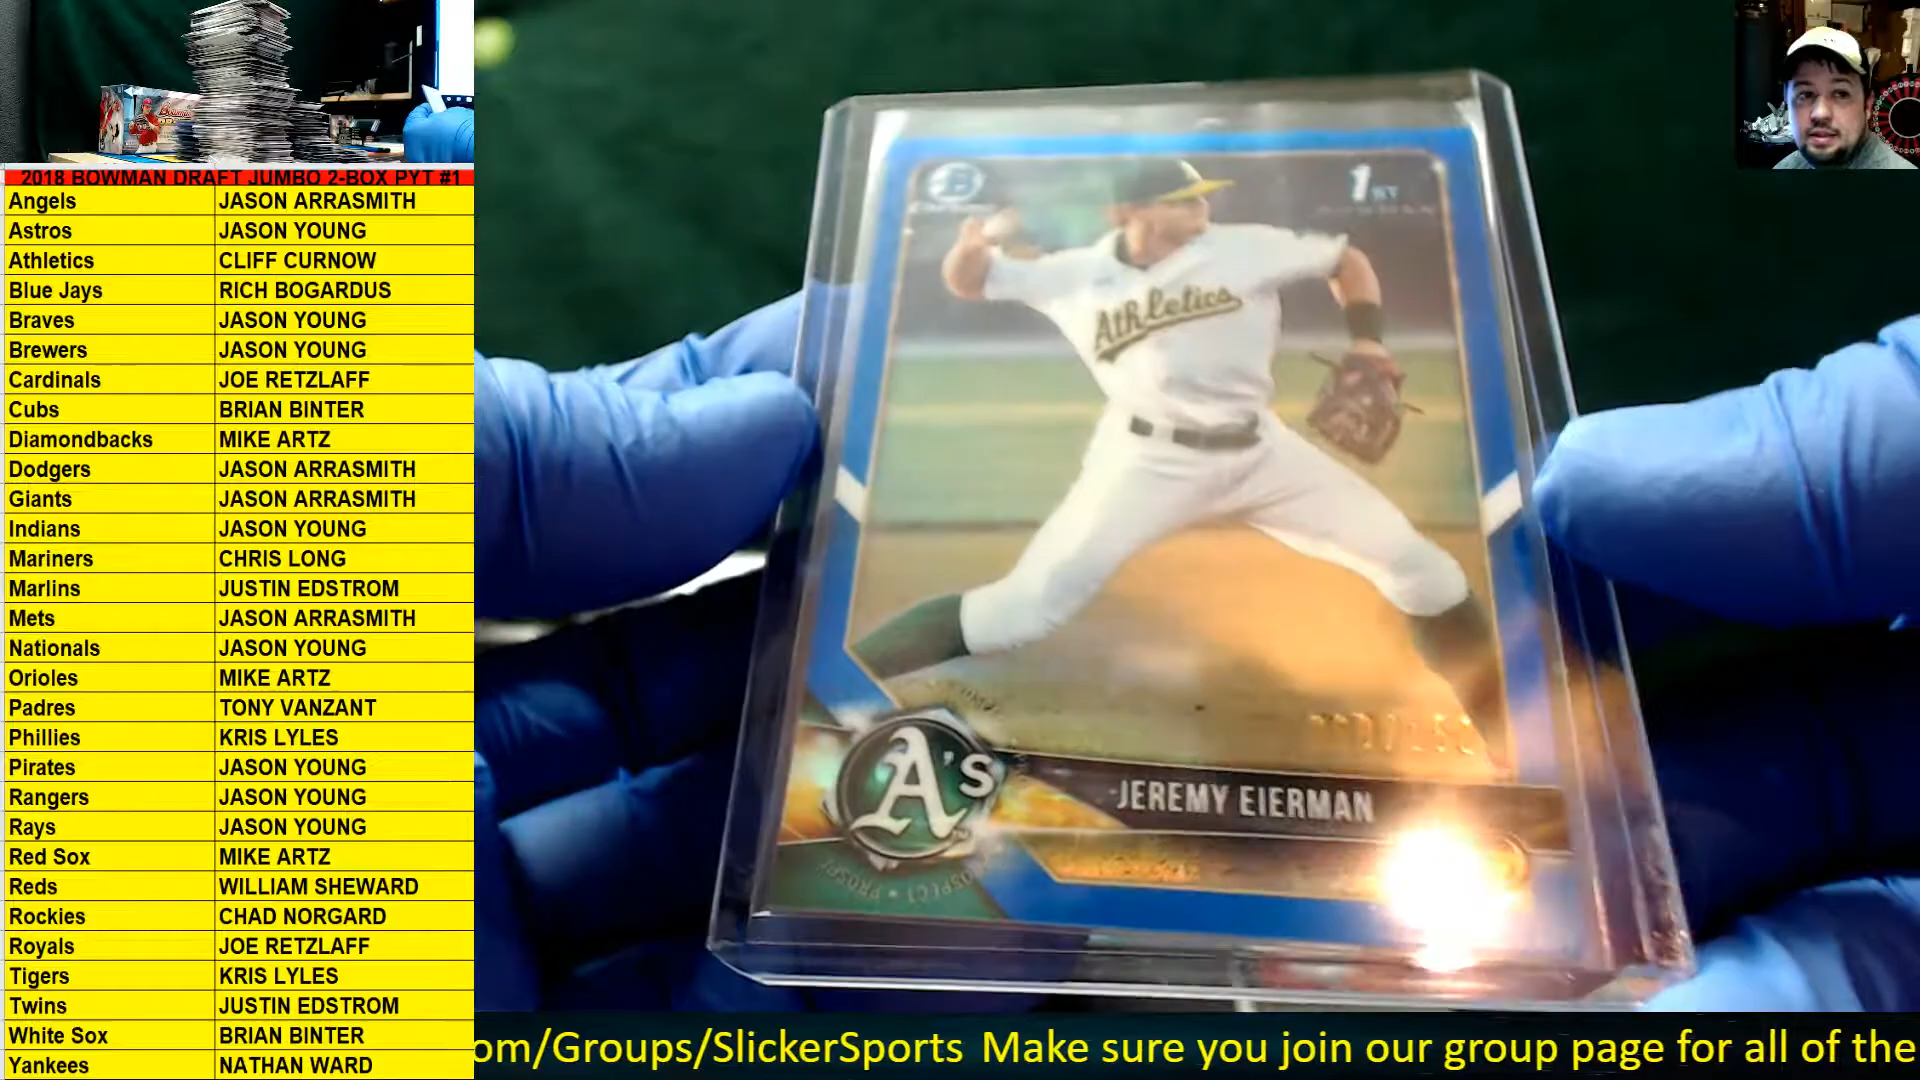 2018 BOWMAN DRAFT JUMBO 2-BOX PYT #1
Angels JASON ARRASMITH
Astros JASON YOUNG
Athletics CLIFF CURNOW
Blue Jays RICH BOGARDUS
Braves JASON YOUNG
Brewers JASON YOUNG
Cardinals JOE RETZLAFF
Cubs BRIAN BINTER
Diamondbacks MIKE ARTZ
Dodgers JASON ARRASMITH
Giants JASON ARRASMITH
Indians JASON YOUNG
Mariners CHRIS LONG
Marlins JUSTIN EDSTROM
Mets JASON ARRASMITH
Nationals JASON YOUNG
Orioles MIKE ARTZ
Padres TONY VANZANT
Phillies KRIS LYLES
Pirates JASON YOUNG
Rangers JASON YOUNG
Rays JASON YOUNG
Red Sox MIKE ARTZ
Reds WILLIAM SHEWARD
Rockies CHAD NORGARD
Royals JOE RETZLAFF
Tigers KRIS LYLES
Twins JUSTIN EDSTROM
White Sox BRIAN BINTER
Yankees NATHAN WARD
B
1ST
Athletics
A's
JEREMY EIERMAN
PROSPECT
om/Groups/SlickerSports Make sure you join our group page for all of the